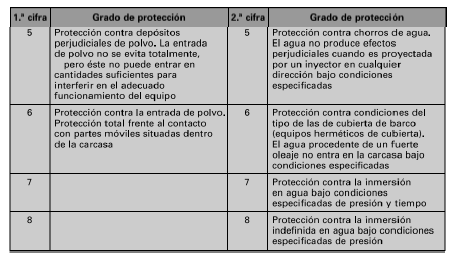 1.ª cifra Grado de protección 2.ª cifra Grado de protección
5 Protección contra depósitos
perjudiciales de polvo. La entrada
de polvo no se evita totalmente,
pero éste no puede entrar en
cantidades suficientes para
interferir en el adecuado
funcionamiento del equipo
5 Protección contra chorros de agua.
El agua no produce efectos
perjudiciales cuando es proyectada
por un inyector en cualquier
dirección bajo condiciones
especificadas
6 Protección contra la entrada de polvo.
Protección total frente al contacto
con partes móviles situadas dentro
de la carcasa
6 Protección contra condiciones del
tipo de las de cubierta de barco
(equipos herméticos de cubierta).
El agua procedente de un fuerte
oleaje no entra en la carcasa bajo
condiciones especificadas
7
7 Protección contra la inmersión
en agua bajo condiciones
especificadas de presión y tiempo
8
8 Protección contra la inmersión
indefinida en agua bajo condiciones
especificadas de presión